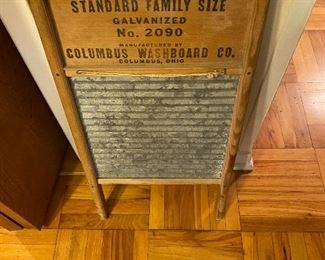 STANDARD FAMILY SIZE
GALVANIZED
No. 2090
MANUFACTURED BY
COLUMBUS WASHBOARD CO.
COLUMBUS, OHIO